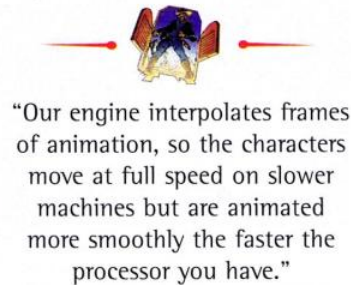 “Our engine interpolates frames
of animation, so the characters
move at full speed on slower
machines but are animated
more smoothly the faster the
processor you have.”